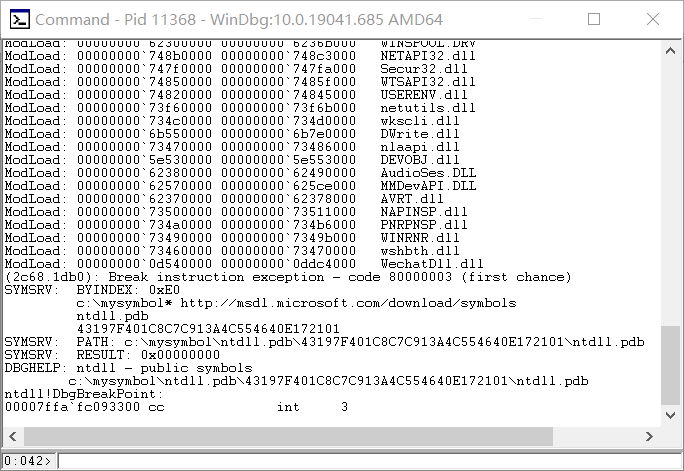 Command - Pid 11368 - WinDbg:10.0.19041.685 AMD64
ModLoad: 00000000`62300000 00000000`6236b000   WINSPOOL.DRV
ModLoad: 00000000`748b0000 00000000`748c3000   NETAPI32.dll
ModLoad: 00000000`747f0000 00000000`747fa000   Secur32.dll
ModLoad: 00000000`74850000 00000000`7485f000   WTSAPI32.dll
ModLoad: 00000000`74820000 00000000`74845000   USERENV.dll
ModLoad: 00000000`73f60000 00000000`73f6b000   netutils.dll
ModLoad: 00000000`734c0000 00000000`734d0000   wkscli.dll
ModLoad: 00000000`6b550000 00000000`6b7e0000   DWrite.dll
ModLoad: 00000000`73470000 00000000`73486000   nlaapi.dll
ModLoad: 00000000`5e530000 00000000`5e553000   DEVOBJ.dll
ModLoad: 00000000`62380000 00000000`62490000   AudioSes.DLL
ModLoad: 00000000`62570000 00000000`625ce000   MMDevAPI.DLL
ModLoad: 00000000`62370000 00000000`62378000   AVRT.dll
ModLoad: 00000000`73500000 00000000`73511000   NAPINSP.dll
ModLoad: 00000000`734a0000 00000000`734b6000   PNRPNSP.dll
ModLoad: 00000000`73490000 00000000`7349b000   WINRNR.dll
ModLoad: 00000000`73460000 00000000`73470000   wshbth.dll
ModLoad: 00000000`0d540000 00000000`0ddc4000   WechatDll.dll
(2c68.1db0): Break instruction exception - code 80000003 (first chance)
SYMSRV:  BYINDEX: 0xE0
         c:\mysymbol* http://msdl.microsoft.com/download/symbols
         ntdll.pdb
         43197F401C8C7C913A4C554640E172101
SYMSRV:  PATH: c:\mysymbol\ntdll.pdb\43197F401C8C7C913A4C554640E172101\ntdll.pdb
SYMSRV:  RESULT: 0x00000000
DBGHELP: ntdll - public symbols
        c:\mysymbol\ntdll.pdb\43197F401C8C7C913A4C554640E172101\ntdll.pdb
ntdll!DbgBreakPoint:
00007ffa`fc093300 cc              int     3
0:042>